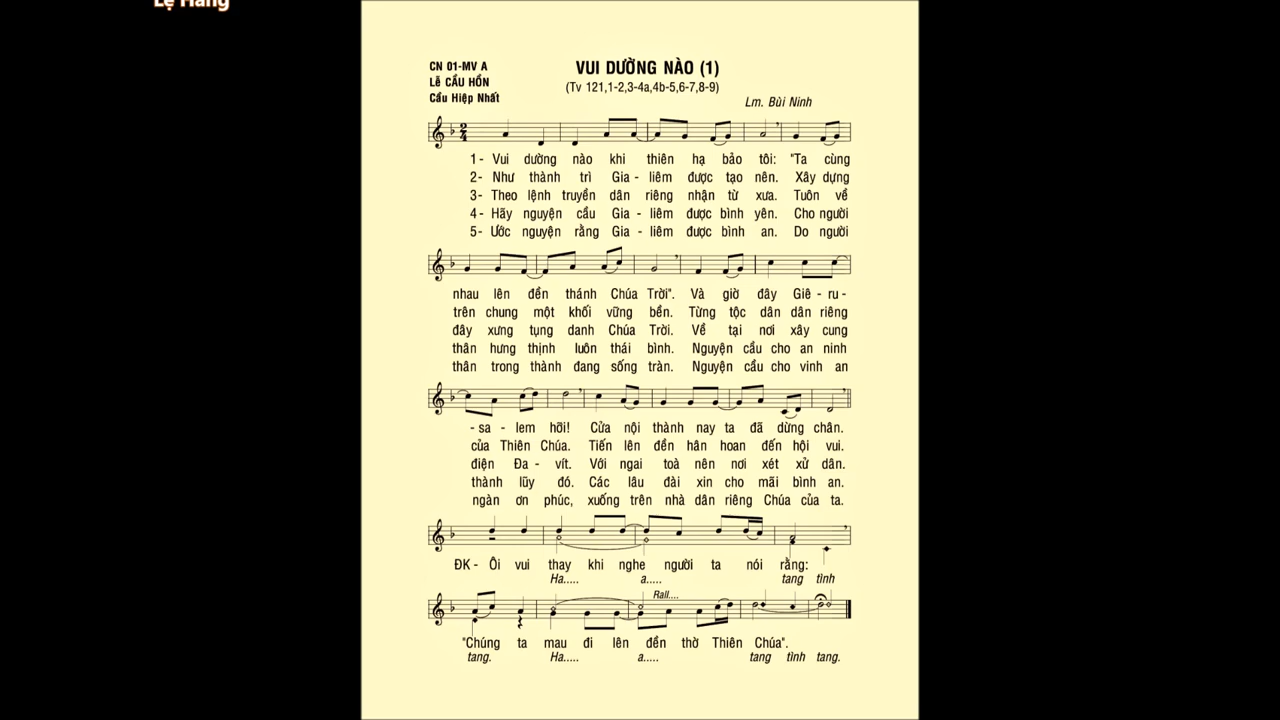 Lệ Hằng
CN 01-MV A
LỄ CẦU HỒN
Cầu Hiệp Nhất
VUI DƯỜNG NÀO (1)
(Tv 121,1-2,3-4a,4b-5,6-7,8-9)
Lm. Bùi Ninh
1- Vui dường nào khi thiên hạ bảo tôi: "Ta cùng
2- Như thành trì Gia- liêm được tạo nên. Xây dựng
3- Theo lệnh truyền dân riêng nhận từ xưa. Tuôn về
4- Hãy nguyện cầu Gia - liêm được bình yên. Cho người
5- Ước nguyện rằng Gia- liêm được bình an. Do người
nhau lên đền thánh Chúa Trời". Và giờ đây Giê - ru -
trên chung một khối vững bền. Từng tộc dân dân riêng
đây xưng tụng danh Chúa Trời. Về tại nơi xây cung
thân hưng thịnh luôn thái bình. Nguyện cầu cho an ninh
thân trong thành đang sống tràn. Nguyện cầu cho vinh an
-sa - lem hỡi! Cửa nội thành nay ta đã dừng chân.
của Thiên Chúa. Tiến lên đền hân hoan đến hội vui.
điện Đa - vít. Với ngai toà nên nơi xét xử dân.
thành lũy đó. Các lâu đài xin cho mãi bình an.
ngàn ơn phúc, xuống trên nhà dân riêng Chúa của ta.
ĐK - Ôi vui thay khi nghe người ta nói rằng:
Ha..... a..... tang tình
Rall....
"Chúng ta mau đi lên đền thờ Thiên Chúa".
tang. Ha..... a..... tang tình tang.